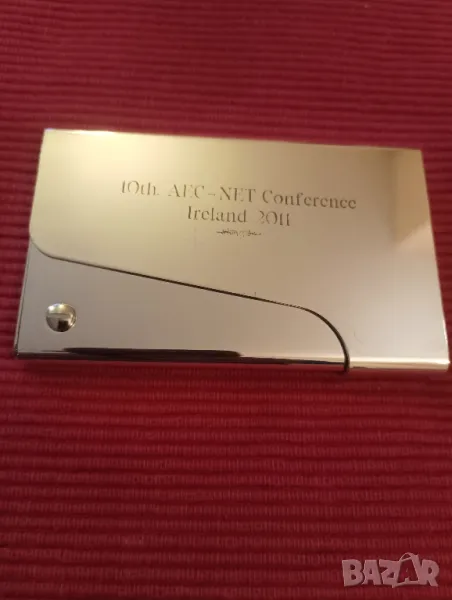 10th. AEC-NET Conference
Ireland 2011
BAZAR